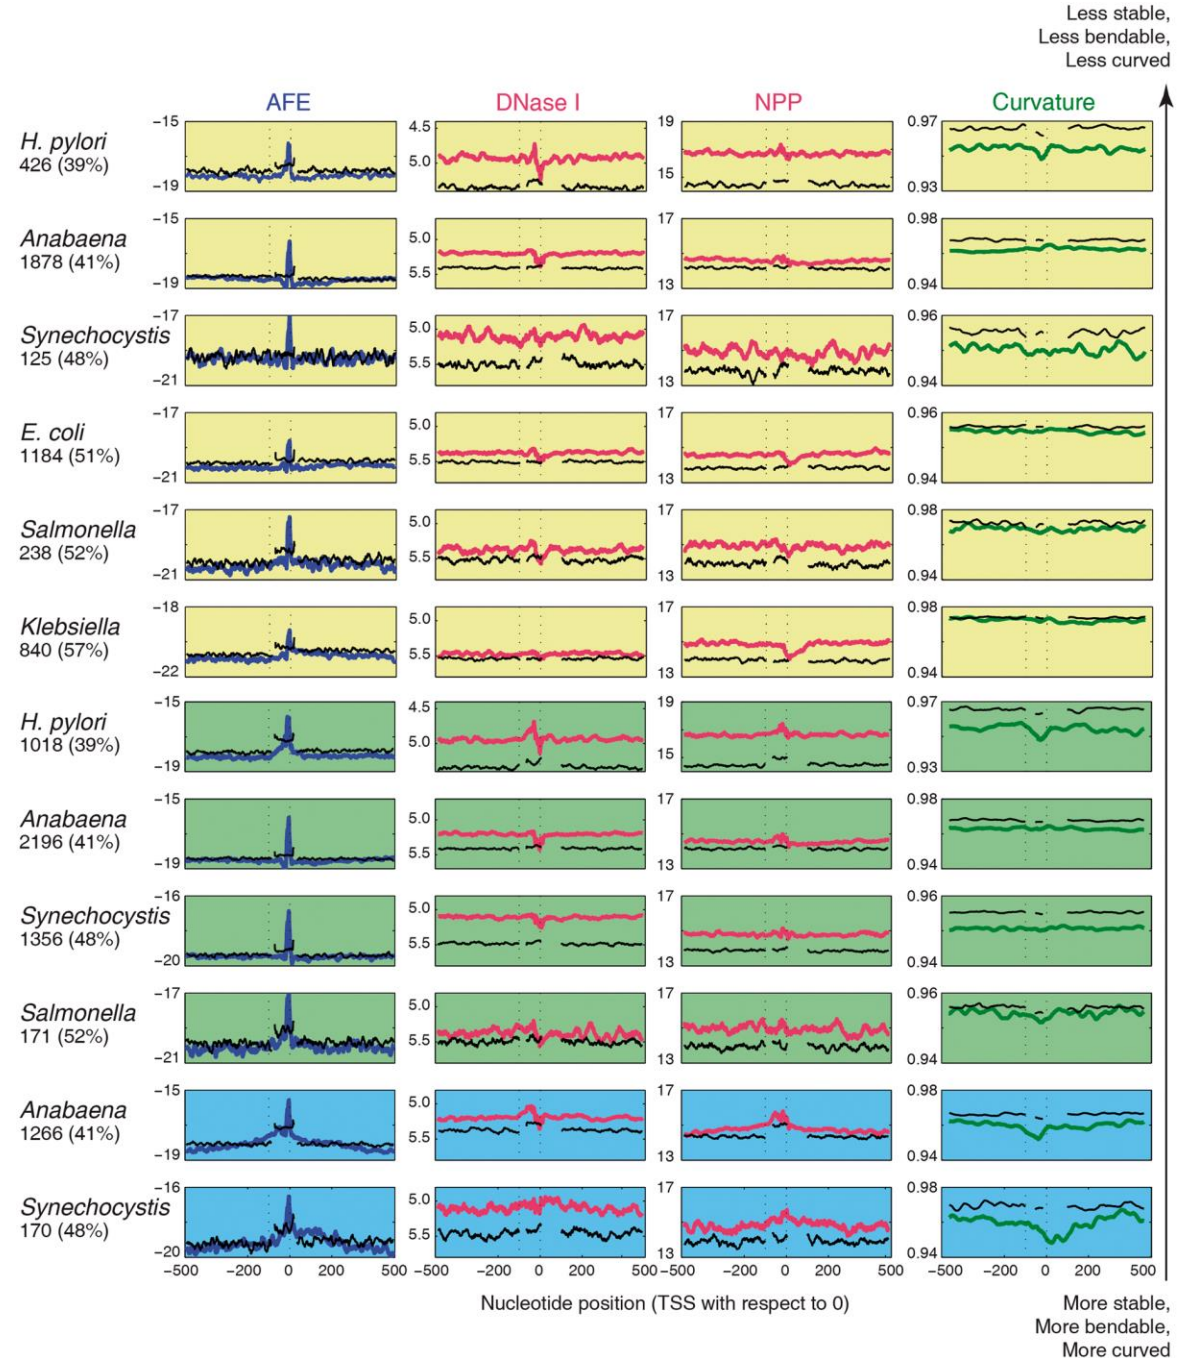 Less stable,
Less bendable,
Less curved
AFE DNase I NPP Curvature
H. pylori
426 (39%)
−15 −19 4.5 5.0 19 15 0.97 0.93
Anabaena
1878 (41%)
−15 −19 5.0 5.5 17 13 0.98 0.94
Synechocystis
125 (48%)
−17 −21 5.0 5.5 17 13 0.96 0.94
E. coli
1184 (51%)
−17 −21 5.0 5.5 17 13 0.96 0.94
Salmonella
238 (52%)
−17 −21 5.0 5.5 17 13 0.98 0.94
Klebsiella
840 (57%)
−18 −22 5.0 5.5 17 13 0.98 0.94
H. pylori
1018 (39%)
−15 −19 4.5 5.0 19 15 0.97 0.93
Anabaena
2196 (41%)
−15 −19 5.0 5.5 17 13 0.98 0.94
Synechocystis
1356 (48%)
−16 −20 5.0 5.5 17 13 0.96 0.94
Salmonella
171 (52%)
−17 −21 5.0 5.5 17 13 0.96 0.94
Anabaena
1266 (41%)
−15 −19 5.0 5.5 17 13 0.98 0.94
Synechocystis
170 (48%)
−16 −20 5.0 5.5 17 13 0.98 0.94
−500 −200 0 200 500 −500 −200 0 200 500 −500 −200 0 200 500 −500 −200 0 200 500
Nucleotide position (TSS with respect to 0)
More stable,
More bendable,
More curved